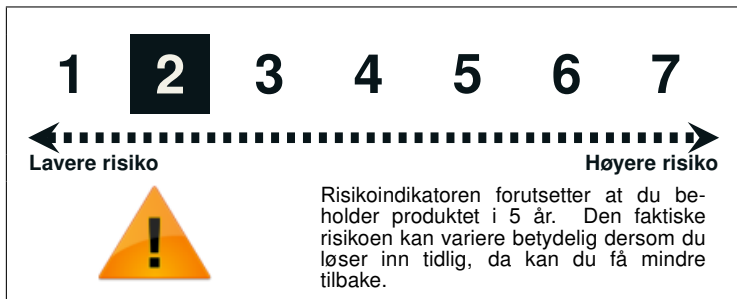 1 2 3 4 5 6 7
Lavere risiko Høyere risiko
Risikoindikatoren forutsetter at du be-
holder produktet i 5 år. Den faktiske
risikoen kan variere betydelig dersom du
løser inn tidlig, da kan du få mindre
tilbake.